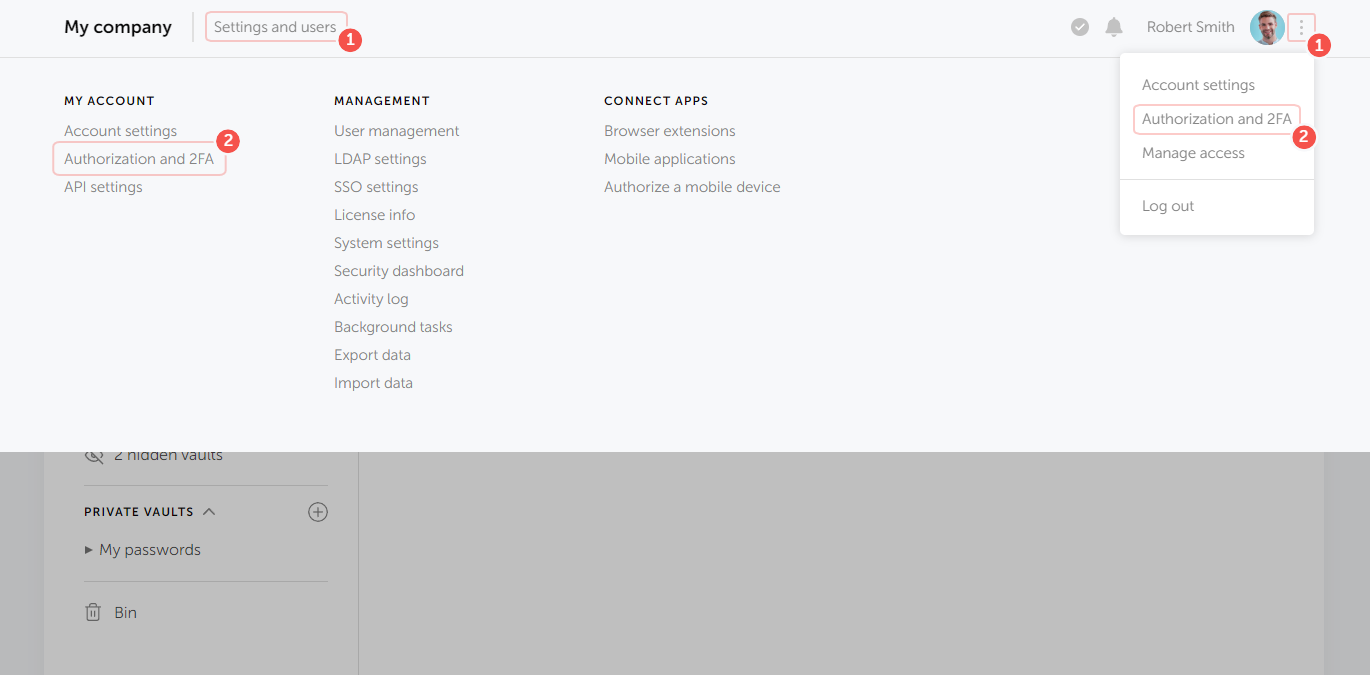 My company
Settings and users
1
Robert Smith
1
MY ACCOUNT
Account settings
Authorization and 2FA
2
API settings
MANAGEMENT
User management
LDAP settings
SSO settings
License info
System settings
Security dashboard
Activity log
Background tasks
Export data
Import data
CONNECT APPS
Browser extensions
Mobile applications
Authorize a mobile device
Account settings
Authorization and 2FA
2
Manage access
Log out
2 hidden vaults
PRIVATE VAULTS
My passwords
Bin